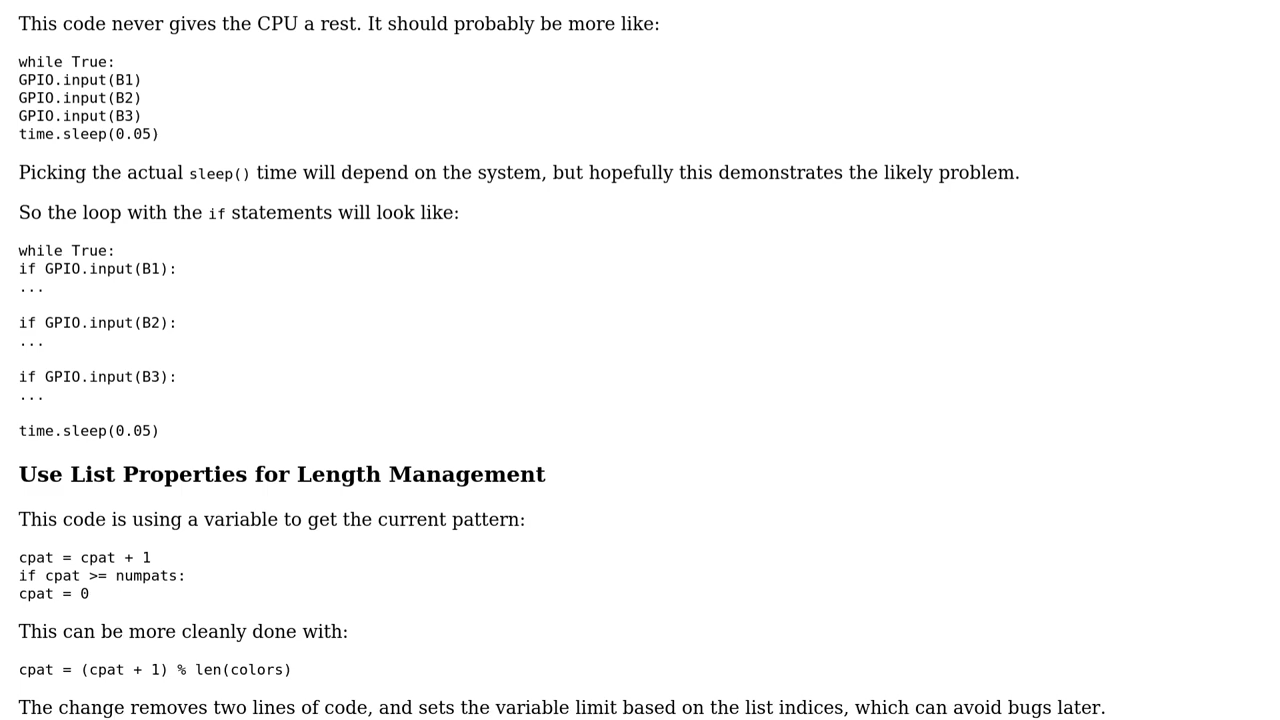 This code never gives the CPU a rest. It should probably be more like:
while True:
GPIO.input(B1)
GPIO.input(B2)
GPIO.input(B3)
time.sleep(0.05)
Picking the actual sleep() time will depend on the system, but hopefully this demonstrates the likely problem.
So the loop with the if statements will look like:
while True:
if GPIO.input(B1):
...
if GPIO.input(B2):
...
if GPIO.input(B3):
...
time.sleep(0.05)
Use List Properties for Length Management
This code is using a variable to get the current pattern:
cpat = cpat + 1
if cpat >= numpats:
cpat = 0
This can be more cleanly done with:
cpat = (cpat + 1) % len(colors)
The change removes two lines of code, and sets the variable limit based on the list indices, which can avoid bugs later.